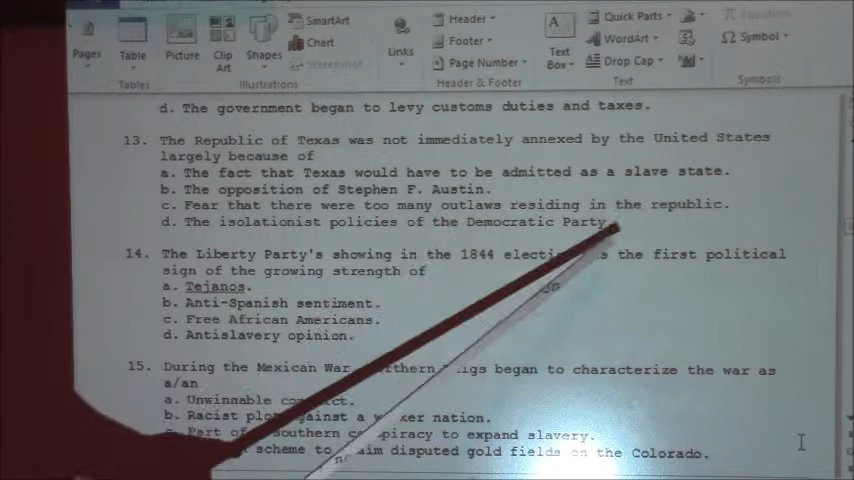 Pages
Table
Tables
Picture
Clip
Art
Shapes
SmartArt
Chart
Screenshot
Illustrations
Links
Header
Footer
Page Number
Header & Footer
Text
Box
Quick Parts
WordArt
Drop Cap
Text
Equation
Symbol
Symbols
d. The government began to levy customs duties and taxes.
13. The Republic of Texas was not immediately annexed by the United States
largely because of
a. The fact that Texas would have to be admitted as a slave state.
b. The opposition of Stephen F. Austin.
c. Fear that there were too many outlaws residing in the republic.
d. The isolationist policies of the Democratic Party
14. The Liberty Party's showing in the 1844 the first political
sign of the growing strength of
a. Tejanos.
b. Anti-Spanish sentiment.
c. Free African Americans.
d. Antislavery opinion.
15. During the Mexican War, began to characterize the war as
a/an
a. Unwinnable
b. Racist against a nation.
Part of southern to expand slavery.
scheme to disputed gold fields on the Colorado.